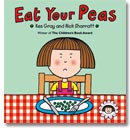 Eat Your Peas
Kes Gray and Nick Sharratt
Winner of The Children's Book Award